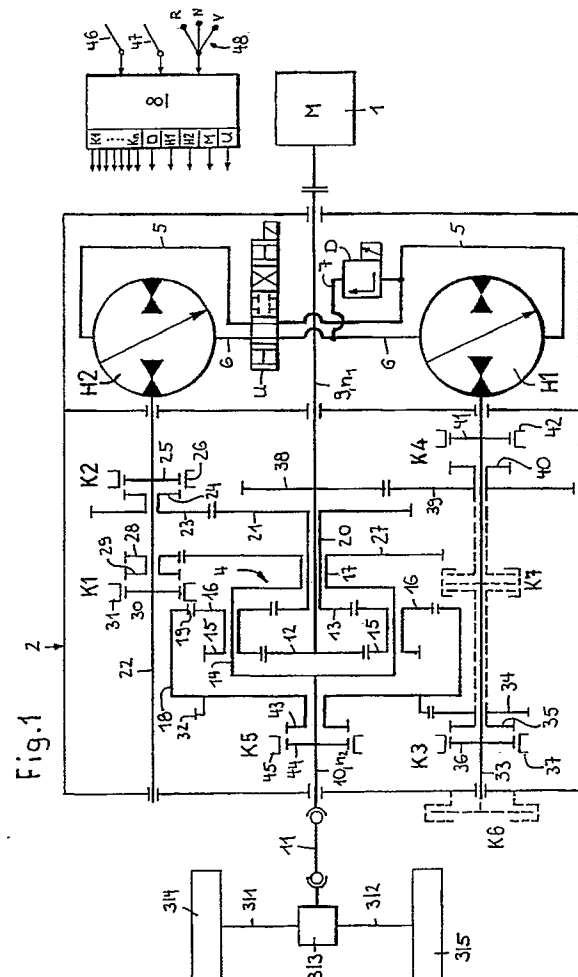 46
47
R
N
V
48
8
K1 ..... Kn D H1 H2 M U
M
1
Fig.1
2
5
5
H2
H1
6
6
7
D
U
9,n1
K2
25
26
24
23
K1
31
30
29
28
22
21
38
20
27
17
4
16
16
19
15
15
14
12
13
18
32
43
K5
45
44
10,n2
K4
41
42
40
39
K7
34
35
K3
36
33
37
K6
11
314
311
313
312
315